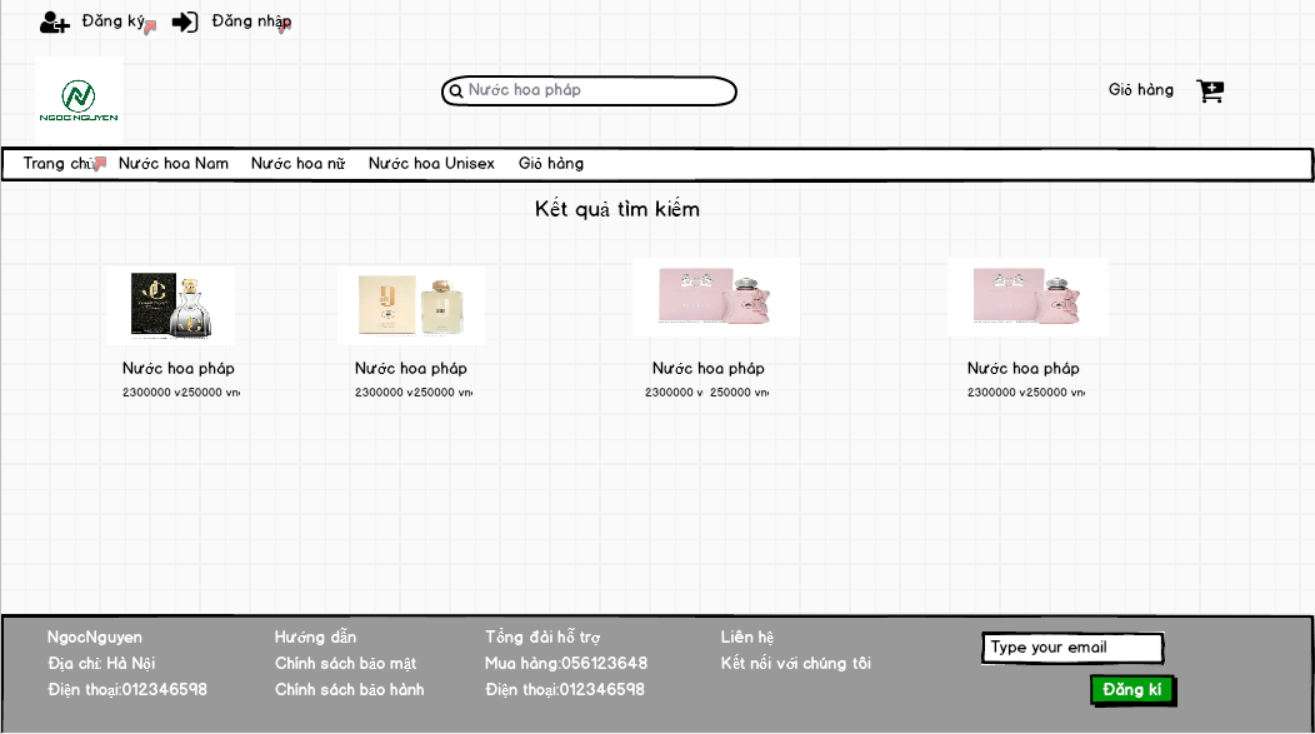 Đăng ký
Đăng nhập
NGOC NGUYEN
Nước hoa pháp
Giỏ hàng
Trang chủ Nước hoa Nam Nước hoa nữ Nước hoa Unisex Giỏ hàng
Kết quả tìm kiếm
Nước hoa pháp
2300000 v250000 vn
Nước hoa pháp
2300000 v250000 vn
Nước hoa pháp
2300000 v 250000 vn
Nước hoa pháp
2300000 v250000 vn
NgocNguyen
Địa chỉ: Hà Nội
Điện thoại:012346598
Hướng dẫn
Chính sách bảo mật
Chính sách bảo hành
Tổng đài hỗ trợ
Mua hàng:056123648
Điện thoại:012346598
Liên hệ
Kết nối với chúng tôi
Type your email
Đăng kí